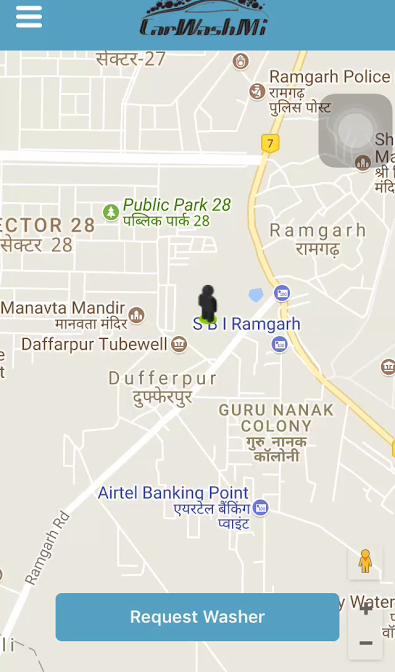 CarWashMi
सेक्टर-27
Ramgarh Police
रामगढ़
पुलिस पोस्ट
7
Sh
Ma
श्री
मंदि
Public Park 28
पब्लिक पार्क 28
ECTOR 28
सेक्टर 28
Ramgarh
रामगढ़
Manavta Mandir
मानवता मंदिर
S B I Ramgarh
Daffarpur Tubewell
e
t
Dufferpur
दुफ्फेरपुर
GURU NANAK
COLONY
गुरु नानक
कॉलोनी
Airtel Banking Point
एयरटेल बैंकिंग
प्वाइंट
Ramgarh Rd
Request Washer
y Water
li